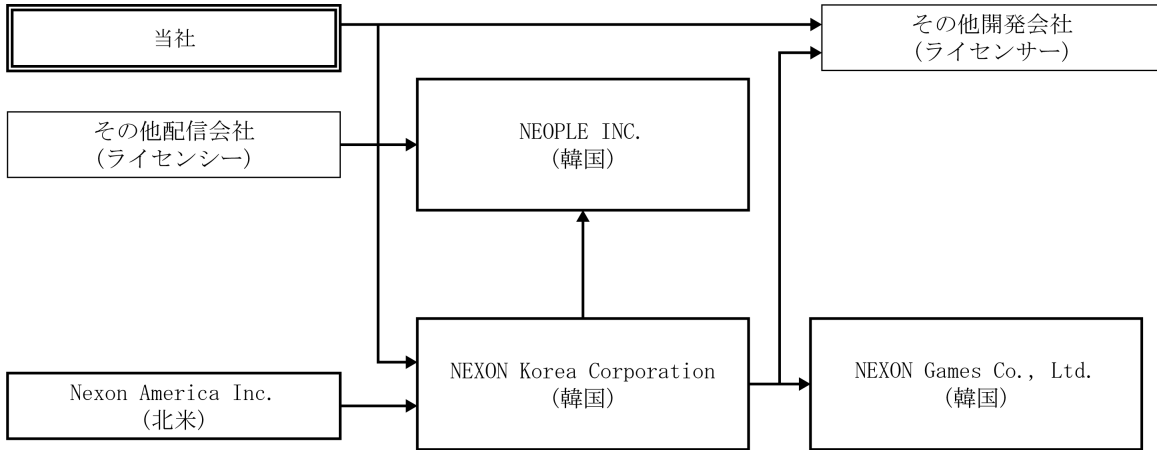 当社
その他開発会社
(ライセンサー)
その他配信会社
(ライセンシー)
NEOPLE INC.
(韓国)
Nexon America Inc.
(北米)
NEXON Korea Corporation
(韓国)
NEXON Games Co., Ltd.
(韓国)